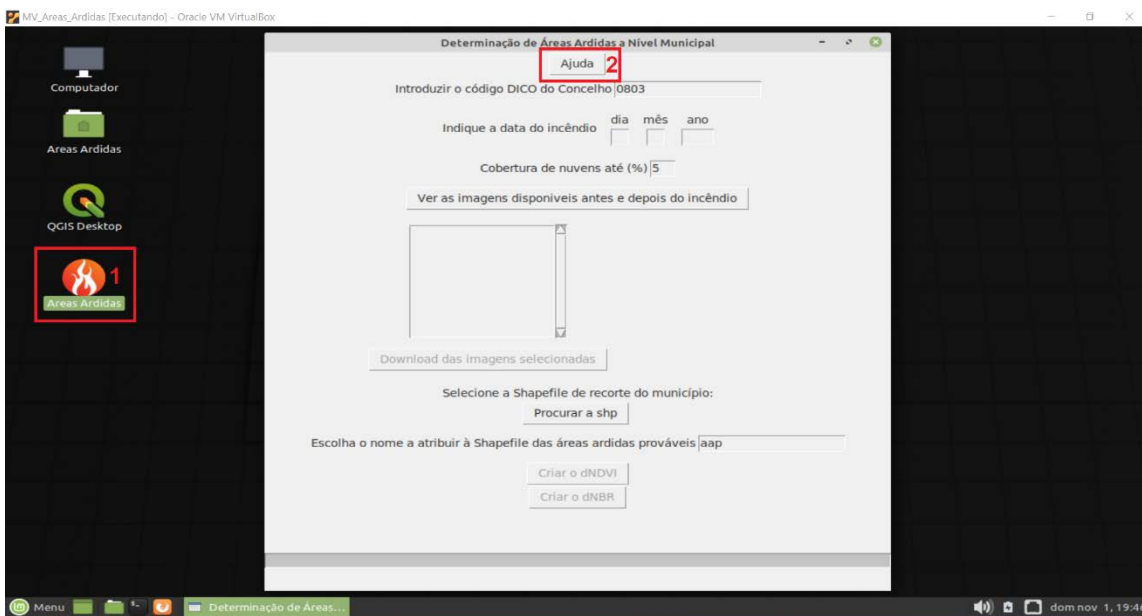 MV_Areas_Ardidas [Executando] - Oracle VM VirtualBox
Computador
Areas Ardidas
QGIS Desktop
1
Areas Ardidas
Determinação de Áreas Ardidas a Nível Municipal
Ajuda 2
Introduzir o código DICO do Concelho 0803
dia mês ano
Indique a data do incêndio
Cobertura de nuvens até (%) 5
Ver as imagens disponiveis antes e depois do incêndio
Download das imagens selecionadas
Selecione a Shapefile de recorte do município:
Procurar a shp
Escolha o nome a atribuir à Shapefile das áreas ardidas prováveis aap
Criar o dNDVI
Criar o dNBR
Menu Determinação de Áreas... dom nov 1, 19:46